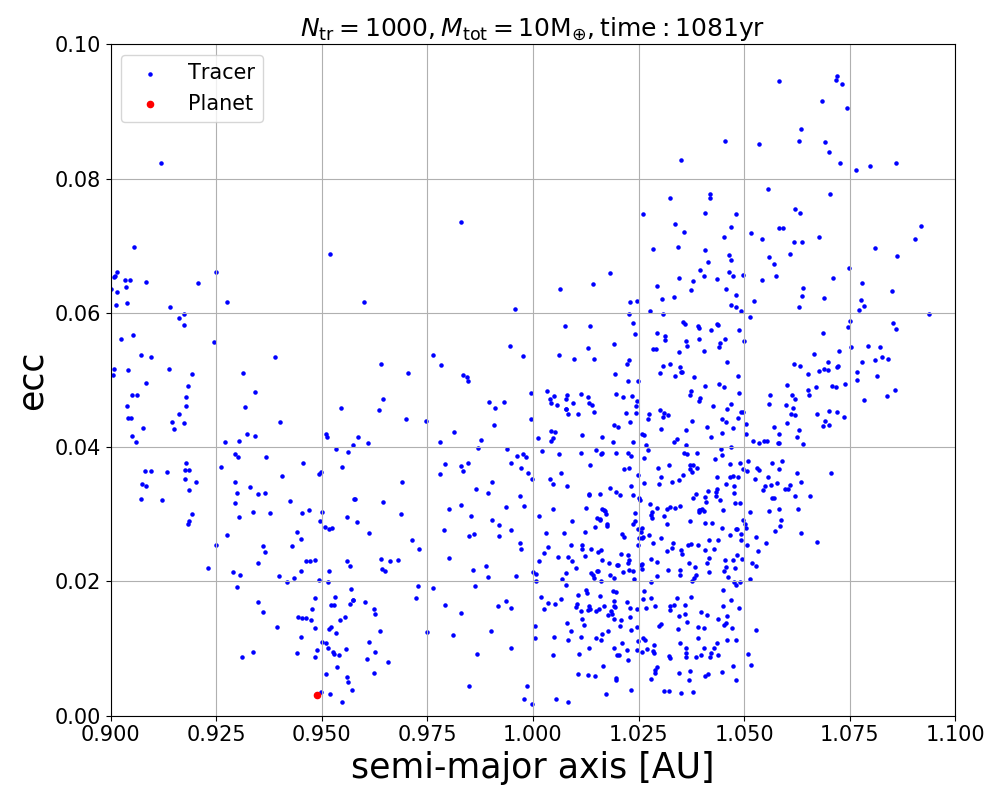 N_tr = 1000, M_tot = 10M_⊕, time : 1081yr
Tracer
Planet
ecc
0.10
0.08
0.06
0.04
0.02
0.00
0.900 0.925 0.950 0.975 1.000 1.025 1.050 1.075 1.100
semi-major axis [AU]